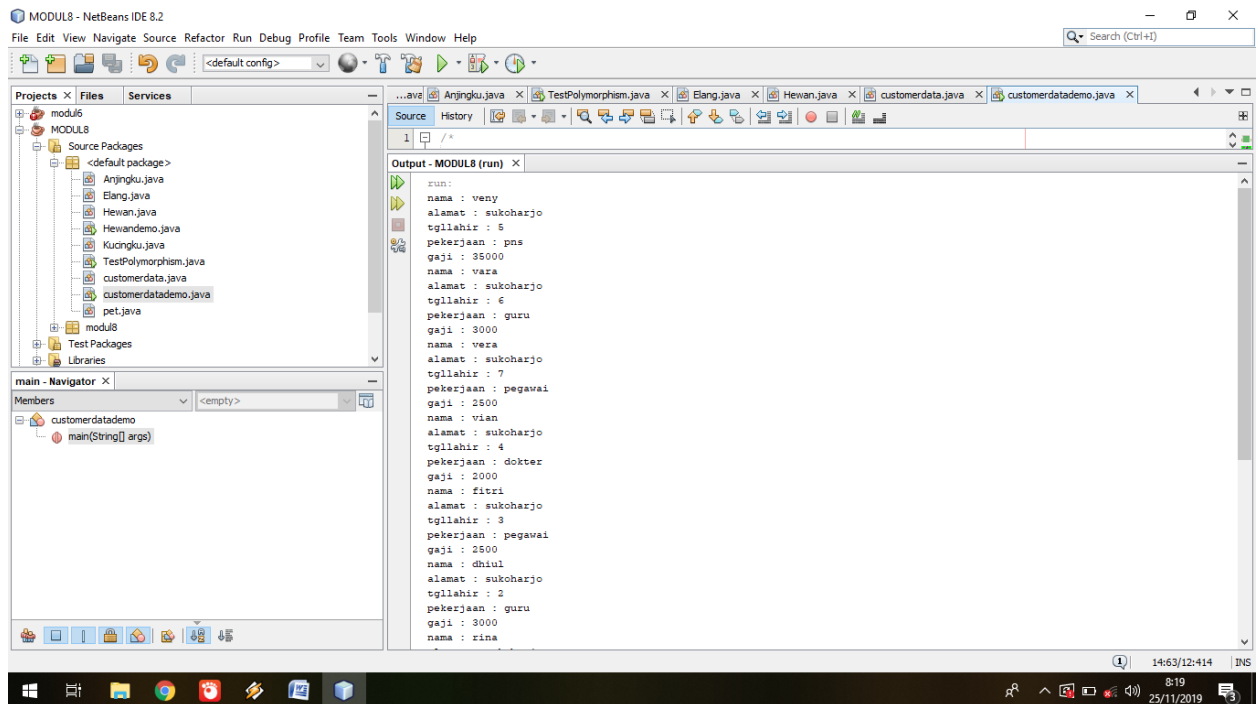 MODUL8 - NetBeans IDE 8.2
File Edit View Navigate Source Refactor Run Debug Profile Team Tools Window Help
Search (Ctrl+I)
<default config>
Projects Files Services
modul6
MODUL8
Source Packages
<default package>
Anjingku.java
Elang.java
Hewan.java
Hewandemo.java
Kucingku.java
TestPolymorphism.java
customerdata.java
customerdatademo.java
pet.java
modul8
Test Packages
Libraries
main - Navigator
Members <empty>
customerdatademo
main(String[] args)
...ava Anjingku.java TestPolymorphism.java Elang.java Hewan.java customerdata.java customerdatademo.java
Source History
1 /*
Output - MODUL8 (run)
run:
nama : veny
alamat : sukoharjo
tgllahir : 5
pekerjaan : pns
gaji : 35000
nama : vara
alamat : sukoharjo
tgllahir : 6
pekerjaan : guru
gaji : 3000
nama : vera
alamat : sukoharjo
tgllahir : 7
pekerjaan : pegawai
gaji : 2500
nama : vian
alamat : sukoharjo
tgllahir : 4
pekerjaan : dokter
gaji : 2000
nama : fitri
alamat : sukoharjo
tgllahir : 3
pekerjaan : pegawai
gaji : 2500
nama : dhiul
alamat : sukoharjo
tgllahir : 2
pekerjaan : guru
gaji : 3000
nama : rina
1 14:63/12:414 INS
8:19
25/11/2019
3